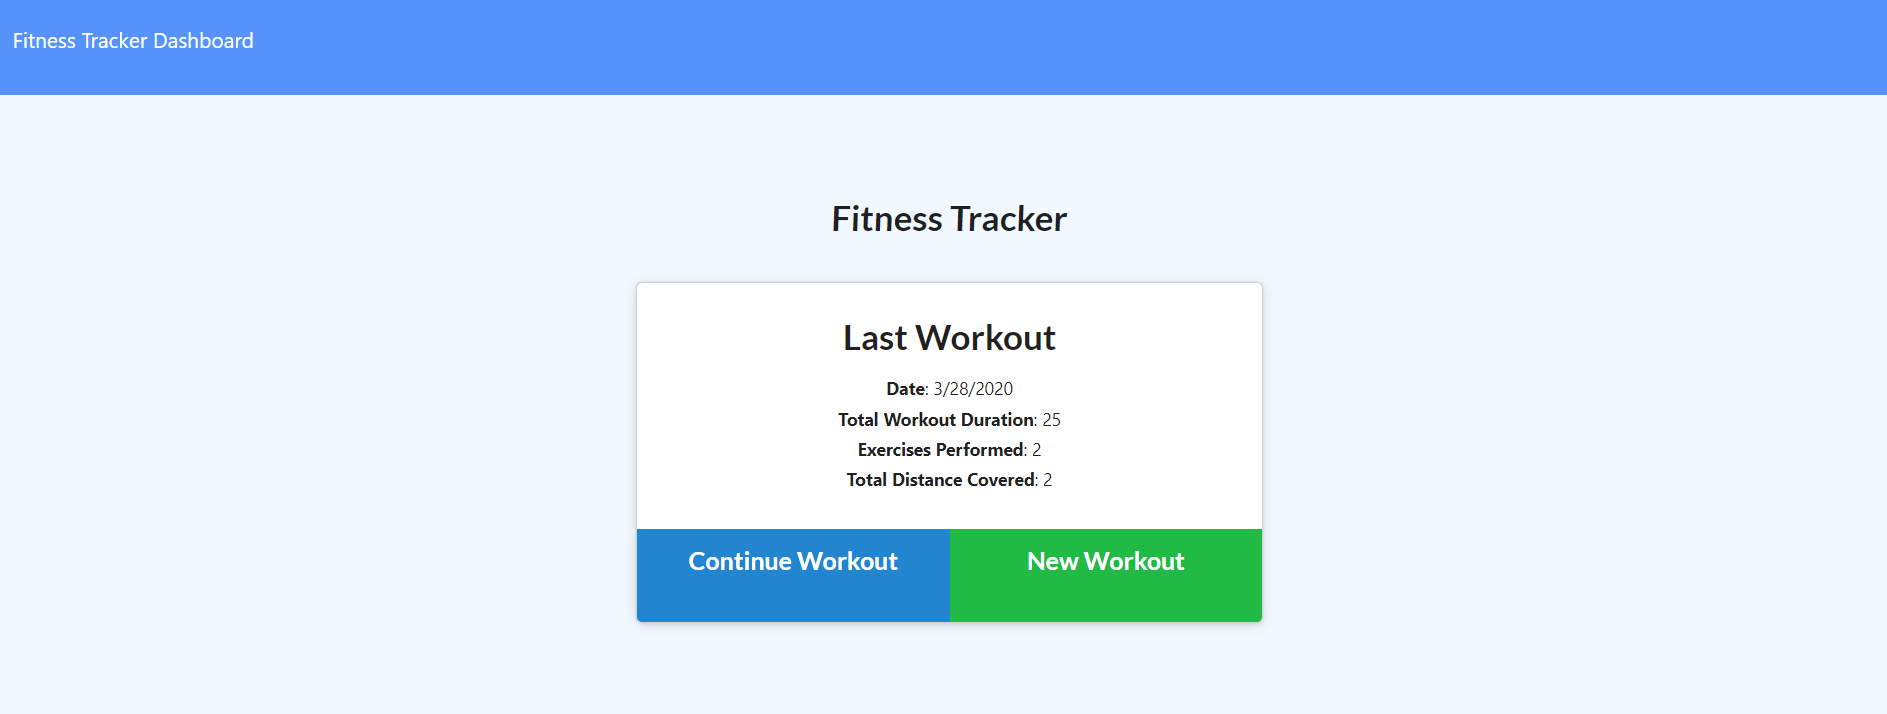 Fitness Tracker Dashboard
Fitness Tracker
Last Workout
Date: 3/28/2020
Total Workout Duration: 25
Exercises Performed: 2
Total Distance Covered: 2
Continue Workout
New Workout